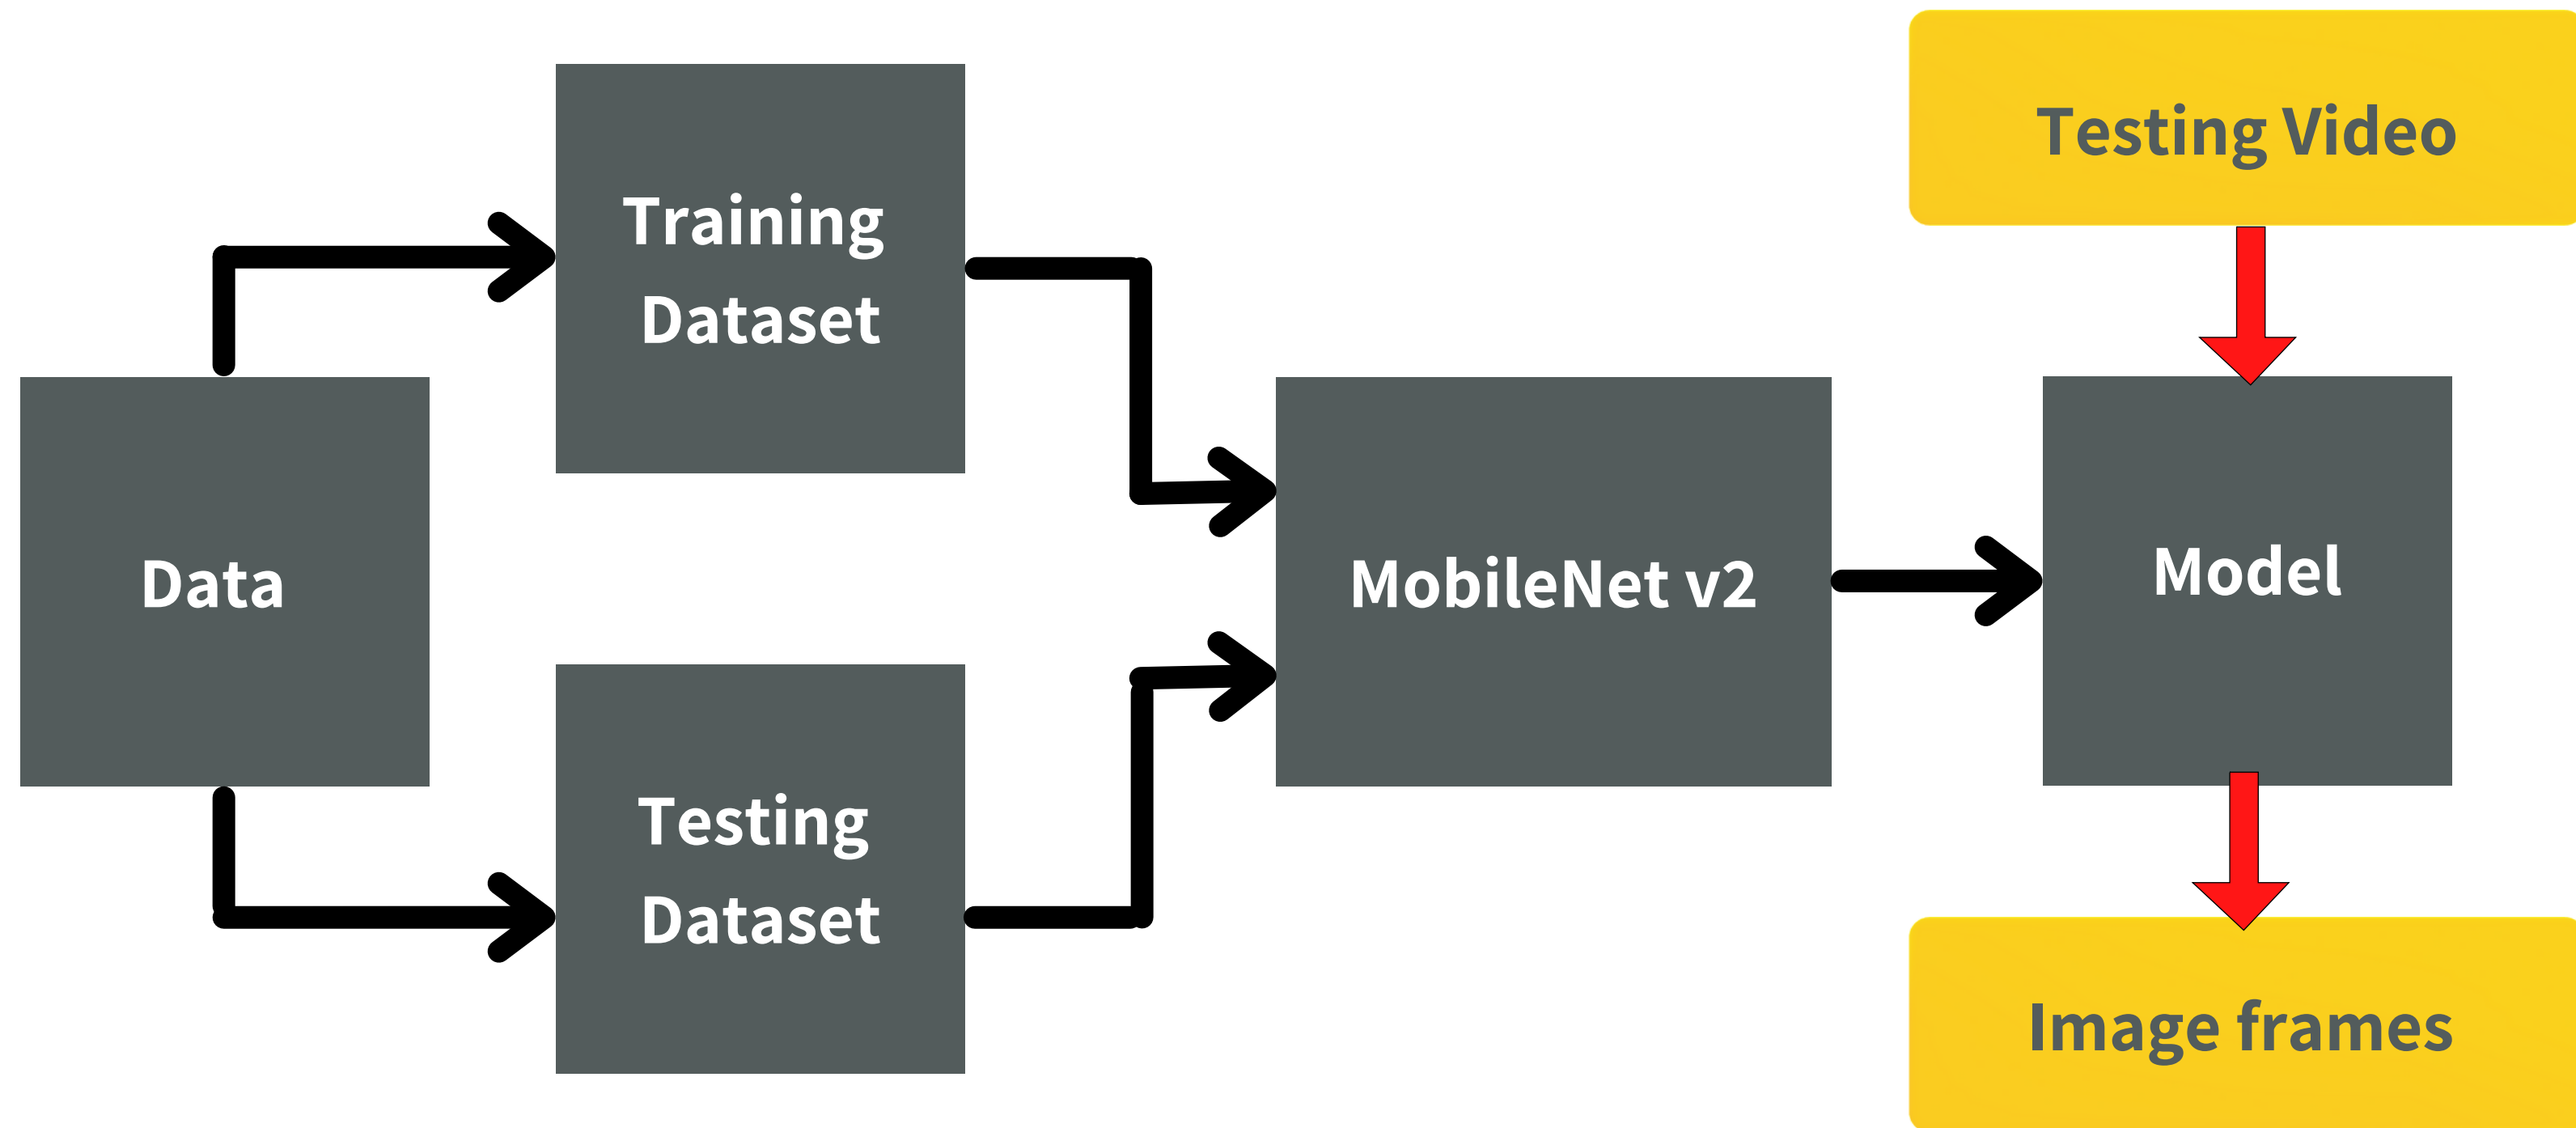 Data
Training
Dataset
Testing
Dataset
MobileNet v2
Testing Video
Model
Image frames